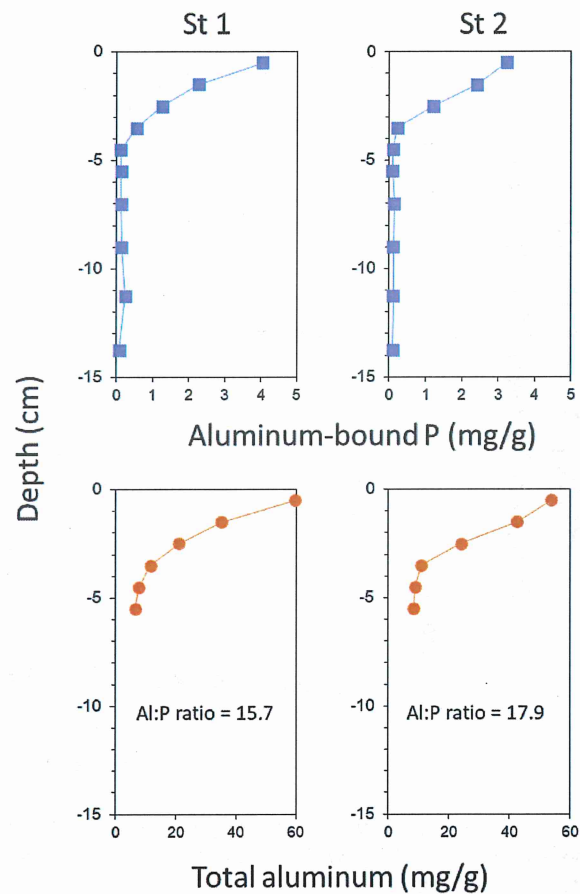 St 1
St 2
0
-5
-10
-15
0 1 2 3 4 5
0
-5
-10
-15
0 1 2 3 4 5
Aluminum-bound P (mg/g)
Depth (cm)
0
-5
-10
-15
0 20 40 60
Al:P ratio = 15.7
0
-5
-10
-15
0 20 40 60
Al:P ratio = 17.9
Total aluminum (mg/g)